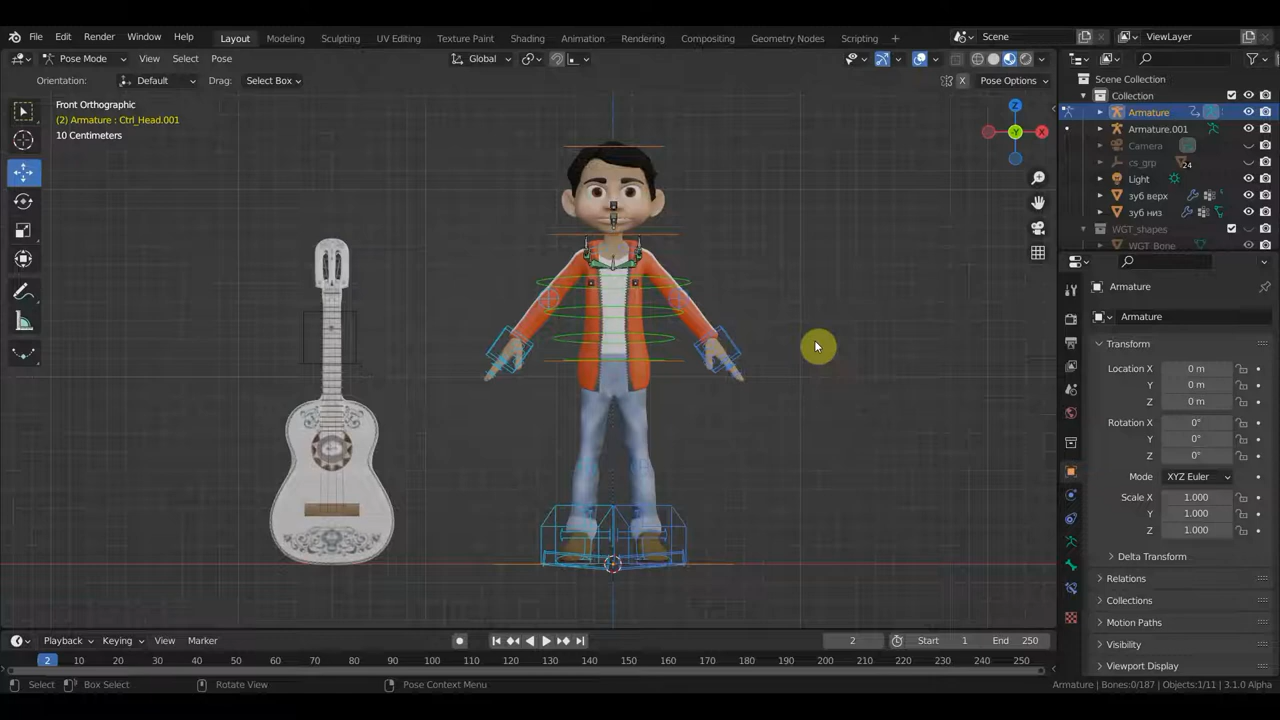 File Edit Render Window Help Layout Modeling Sculpting UV Editing Texture Paint Shading Animation Rendering Compositing Geometry Nodes Scripting + Scene ViewLayer
Pose Mode View Select Pose Global
Orientation: Default Drag: Select Box X Pose Options
Front Orthographic
(2) Armature : Ctrl_Head.001
10 Centimeters
Z
Y
X
Scene Collection
Collection
Armature
Armature.001
Camera
cs_grp 24
Light
зуб верх
зуб низ
WGT_shapes
WGT_Bone
Armature
Armature
Transform
Location X 0 m
Y 0 m
Z 0 m
Rotation X 0°
Y 0°
Z 0°
Mode XYZ Euler
Scale X 1.000
Y 1.000
Z 1.000
Delta Transform
Relations
Collections
Motion Paths
Visibility
Viewport Display
Playback Keying View Marker 2 Start 1 End 250
2 10 20 30 40 50 60 70 80 90 100 110 120 130 140 150 160 170 180 190 200 210 220 230 240 250
Select Box Select Rotate View Pose Context Menu Armature | Bones:0/187 | Objects:1/11 | 3.1.0 Alpha